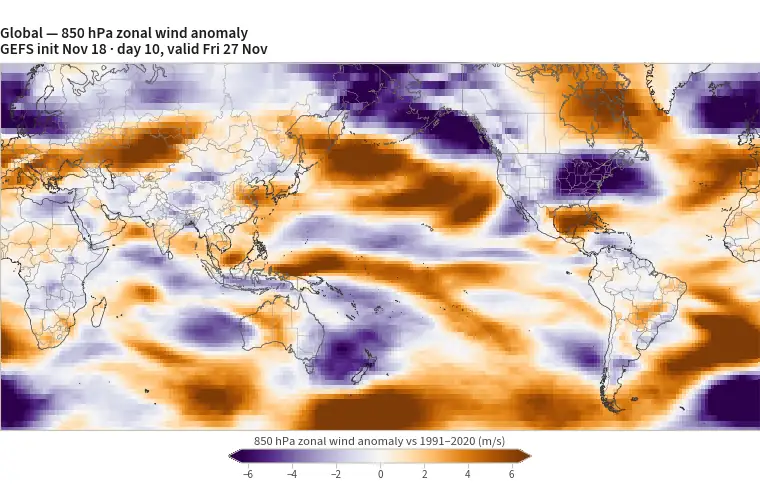 Global — 850 hPa zonal wind anomaly
GEFS init Nov 18 · day 10, valid Fri 27 Nov
850 hPa zonal wind anomaly vs 1991–2020 (m/s)
−6 −4 −2 0 2 4 6